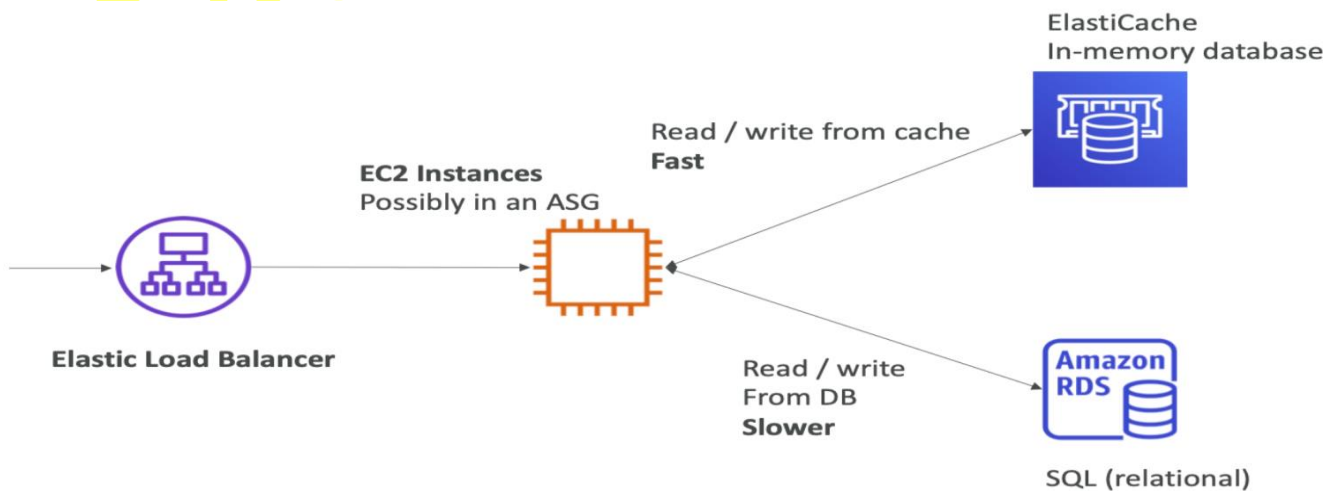 ElastiCache
In-memory database
Read / write from cache
Fast
EC2 Instances
Possibly in an ASG
Elastic Load Balancer
Read / write
From DB
Slower
Amazon
RDS
SQL (relational)